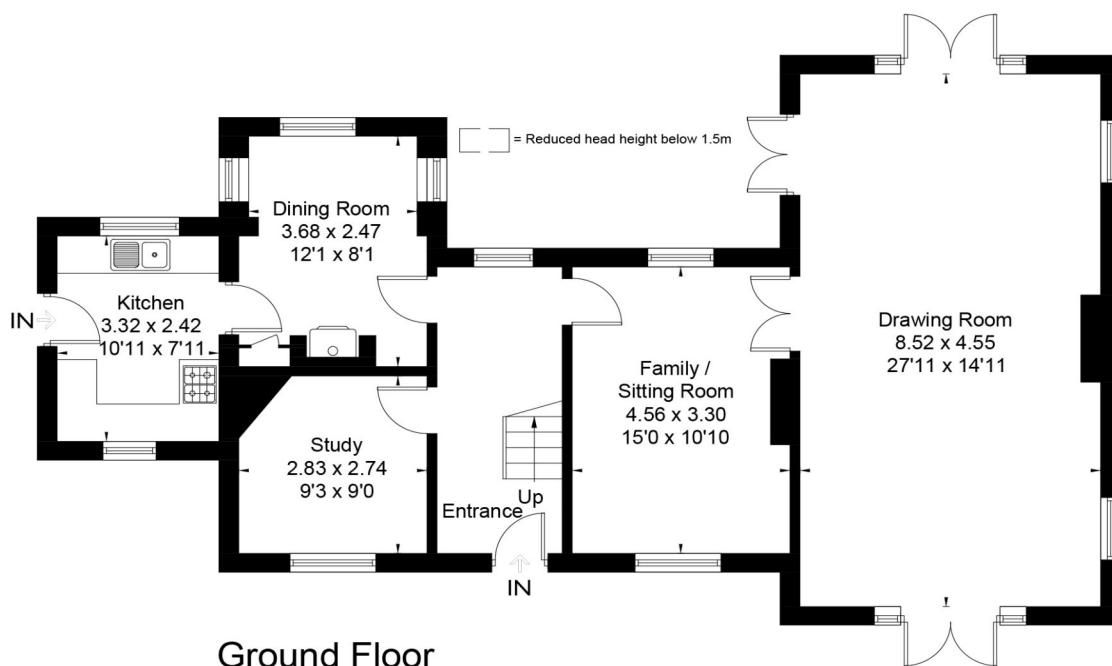 = Reduced head height below 1.5m
Dining Room
3.68 x 2.47
12'1 x 8'1
IN
Kitchen
3.32 x 2.42
10'11 x 7'11
Study
2.83 x 2.74
9'3 x 9'0
Entrance
Up
IN
Family /
Sitting Room
4.56 x 3.30
15'0 x 10'10
Drawing Room
8.52 x 4.55
27'11 x 14'11
Ground Floor